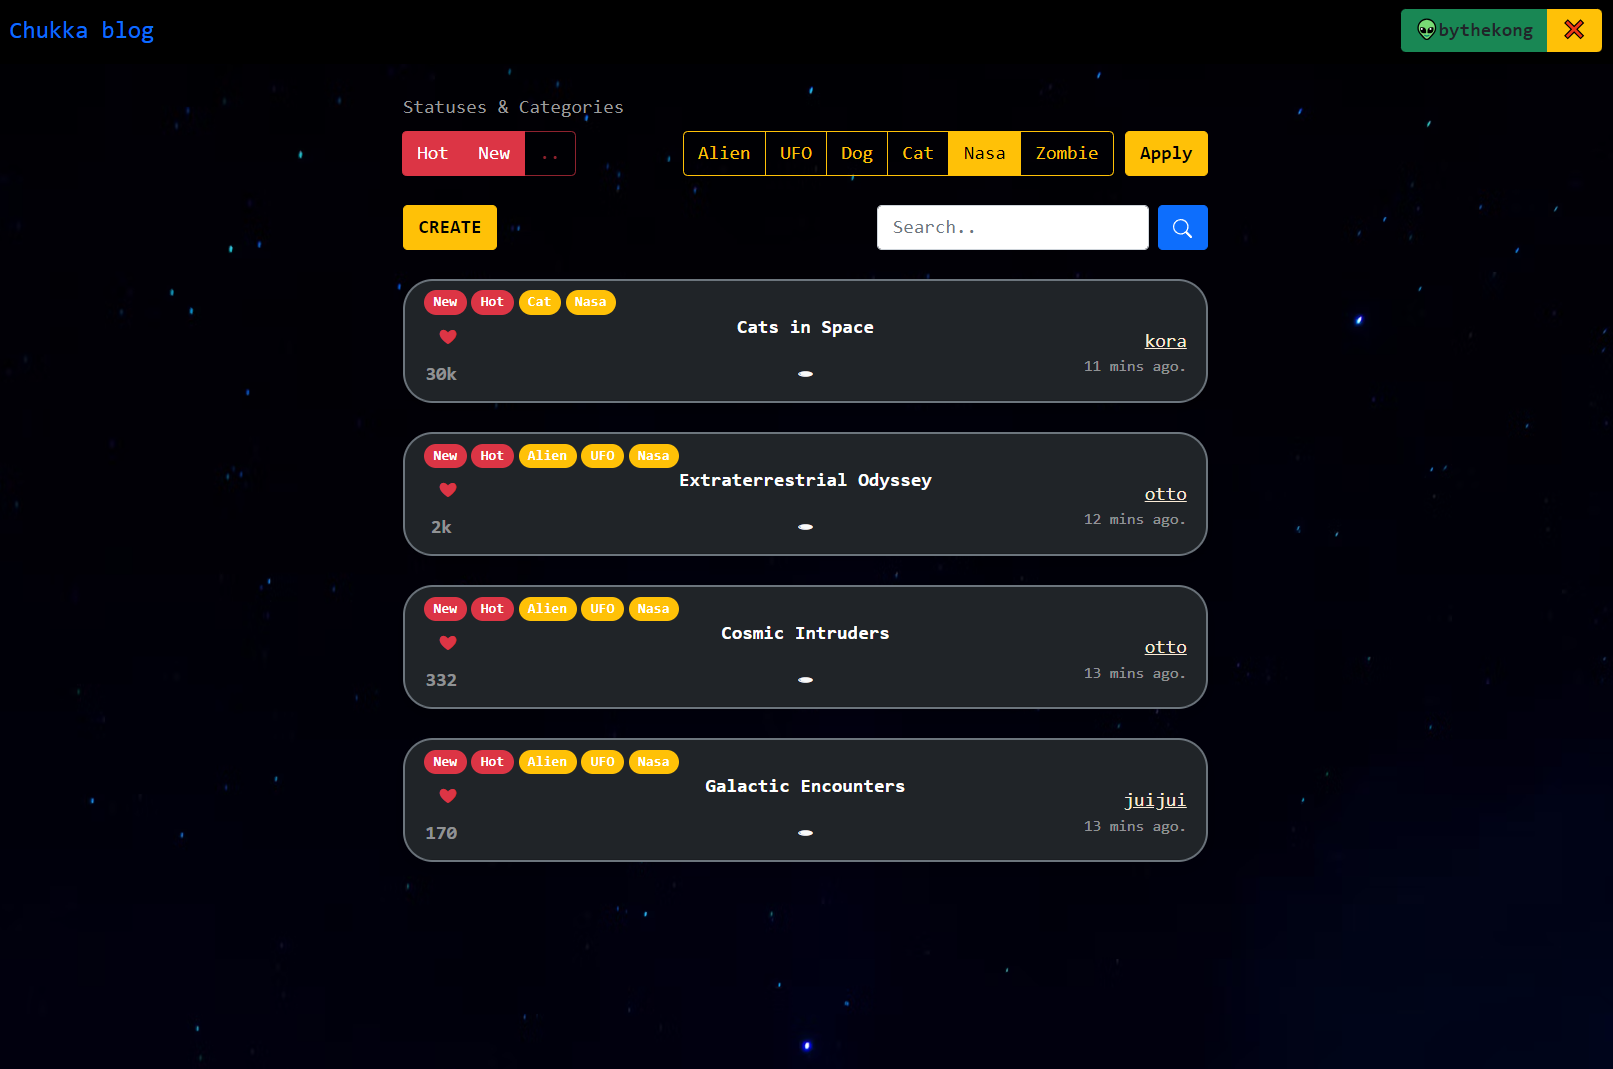 Chukka blog
bythekong
Statuses & Categories
Hot New .. Alien UFO Dog Cat Nasa Zombie Apply
CREATE Search..
New Hot Cat Nasa
Cats in Space
kora
30k
11 mins ago.
New Hot Alien UFO Nasa
Extraterrestrial Odyssey
otto
2k
12 mins ago.
New Hot Alien UFO Nasa
Cosmic Intruders
otto
332
13 mins ago.
New Hot Alien UFO Nasa
Galactic Encounters
juijui
170
13 mins ago.